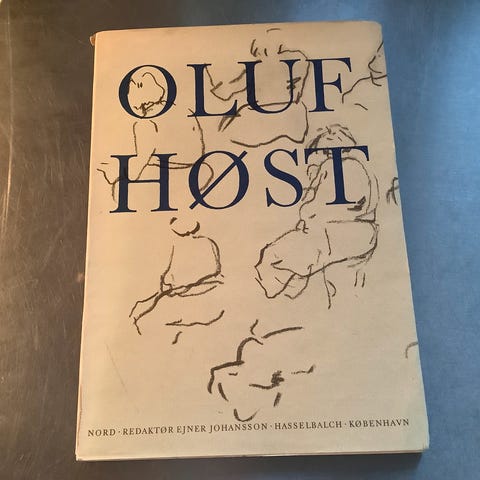 OLUF
HØST
NORD · REDAKTØR EJNER JOHANSSON · HASSELBALCH · KØBENHAVN